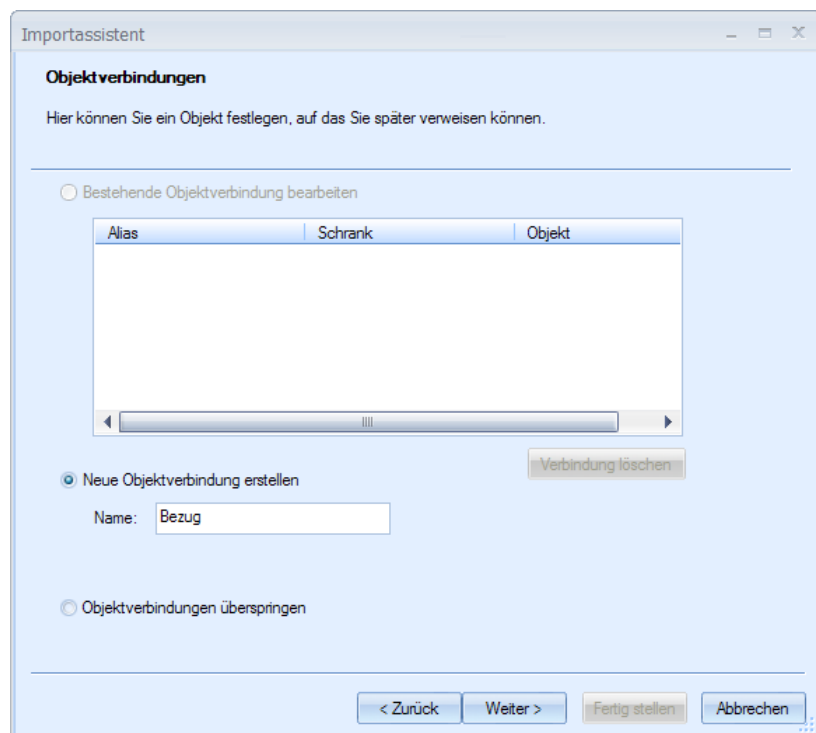 Importassistent
Objektverbindungen
Hier können Sie ein Objekt festlegen, auf das Sie später verweisen können.
Bestehende Objektverbindung bearbeiten
Alias Schrank Objekt
Verbindung löschen
Neue Objektverbindung erstellen
Name: Bezug
Objektverbindungen überspringen
< Zurück Weiter > Fertig stellen Abbrechen